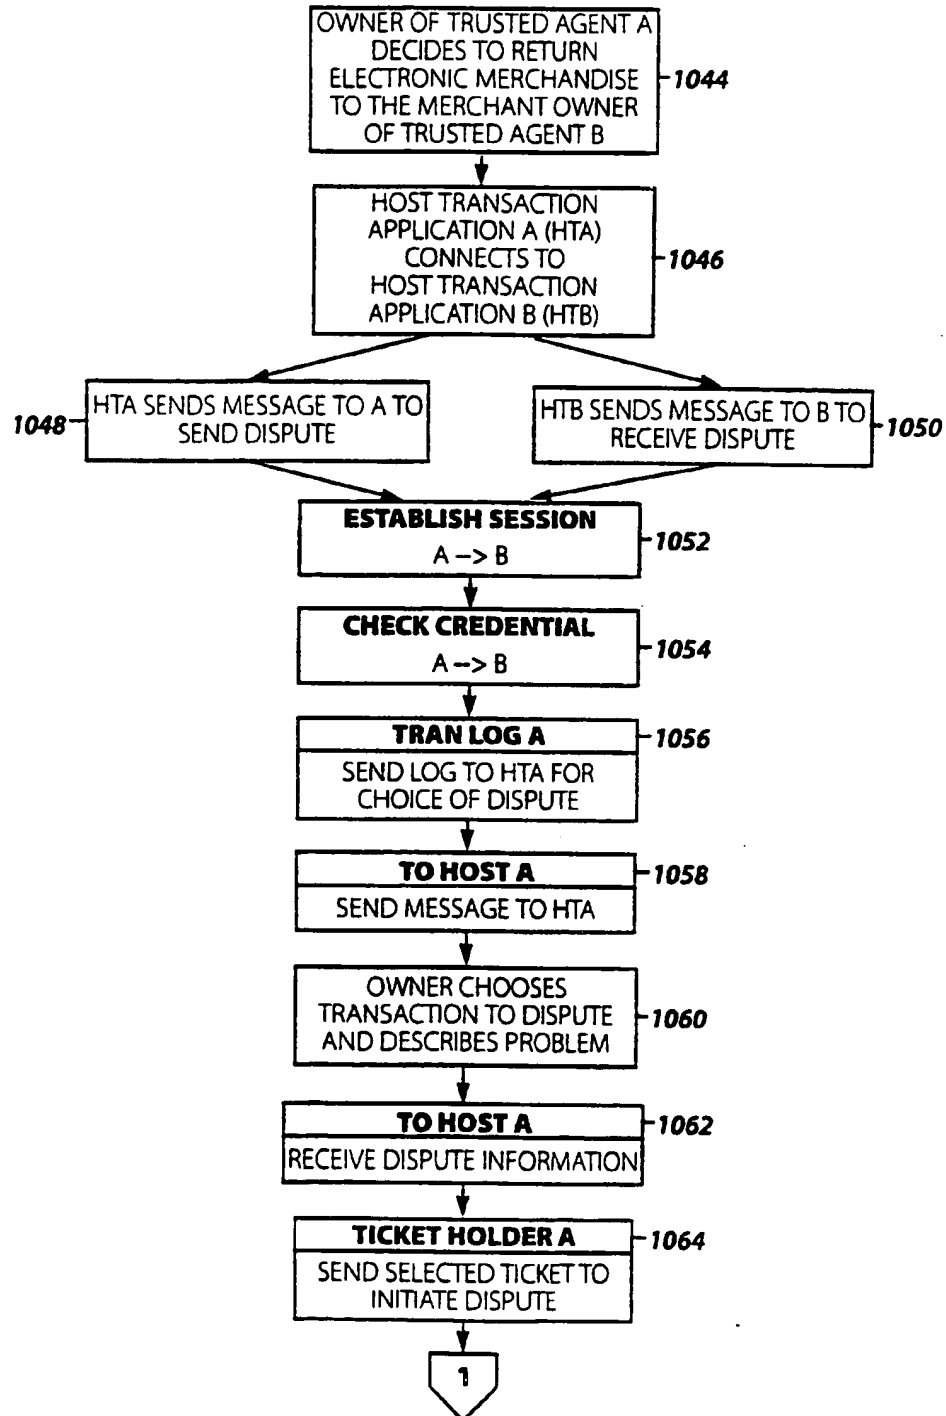 OWNER OF TRUSTED AGENT A
DECIDES TO RETURN
ELECTRONIC MERCHANDISE
TO THE MERCHANT OWNER
OF TRUSTED AGENT B
1044
HOST TRANSACTION
APPLICATION A (HTA)
CONNECTS TO
HOST TRANSACTION
APPLICATION B (HTB)
1046
1048
HTA SENDS MESSAGE TO A TO
SEND DISPUTE
HTB SENDS MESSAGE TO B TO
RECEIVE DISPUTE
1050
ESTABLISH SESSION
A --> B
1052
CHECK CREDENTIAL
A --> B
1054
TRAN LOG A
1056
SEND LOG TO HTA FOR
CHOICE OF DISPUTE
TO HOST A
1058
SEND MESSAGE TO HTA
OWNER CHOOSES
TRANSACTION TO DISPUTE
AND DESCRIBES PROBLEM
1060
TO HOST A
1062
RECEIVE DISPUTE INFORMATION
TICKET HOLDER A
1064
SEND SELECTED TICKET TO
INITIATE DISPUTE
1